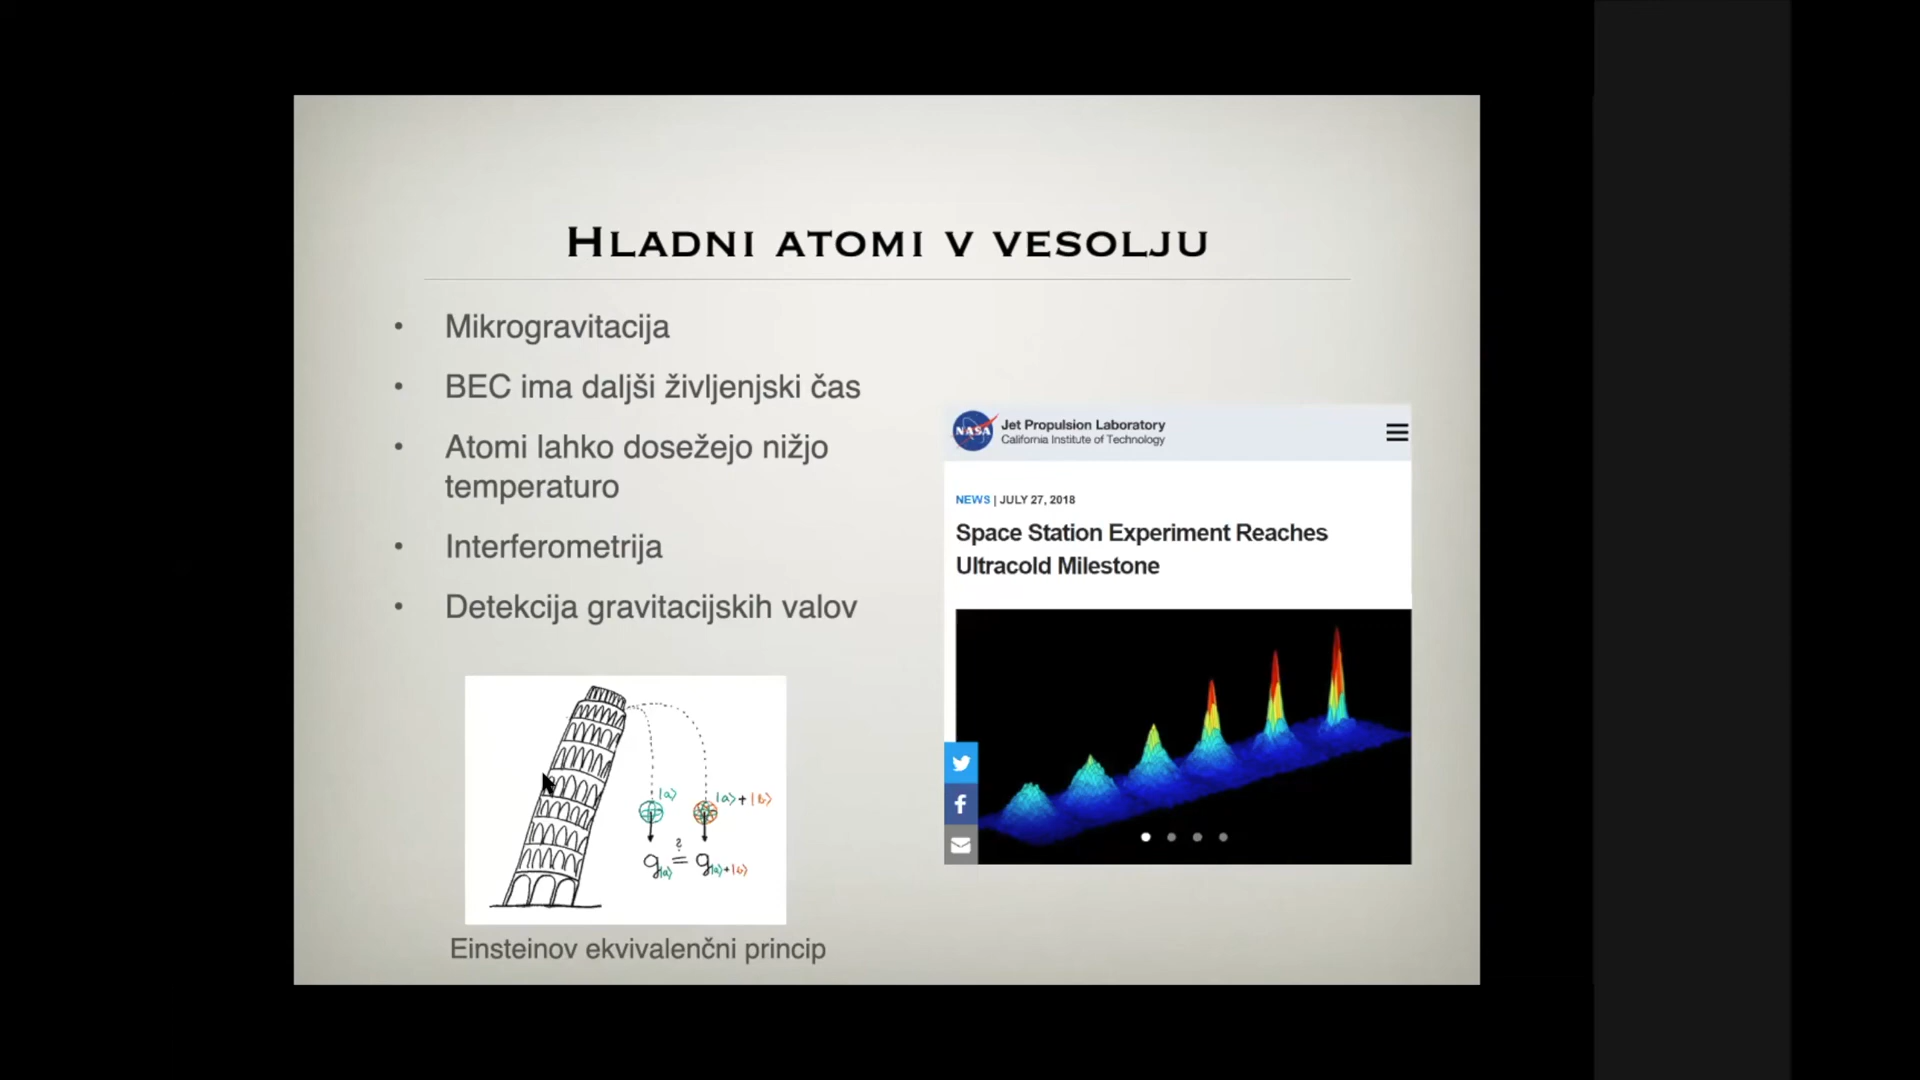 HLADNI ATOMI V VESOLJU
• Mikrogravitacija
• BEC ima daljši življenjski čas
• Atomi lahko dosežejo nižjo
temperaturo
• Interferometrija
• Detekcija gravitacijskih valov
NASA
Jet Propulsion Laboratory
California Institute of Technology
NEWS | JULY 27, 2018
Space Station Experiment Reaches
Ultracold Milestone
|a⟩ |a⟩+|b⟩
?
g|a⟩ = g|a⟩+|b⟩
Einsteinov ekvivalenčni princip